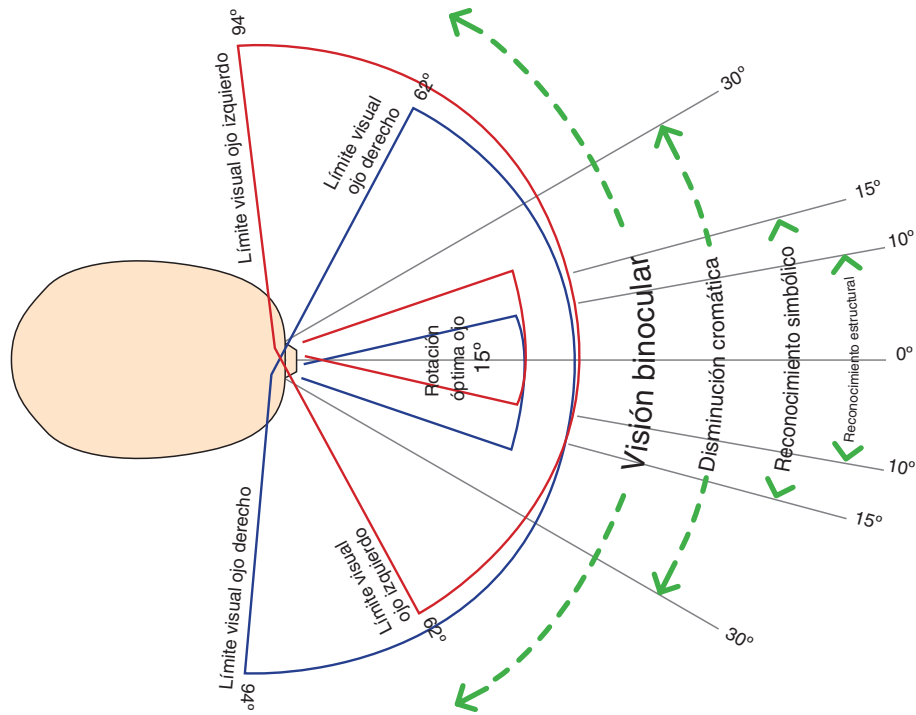 94º
Límite visual ojo izquierdo
62º
Límite visual
ojo derecho
30º
15º
10º
0º
10º
15º
30º
Rotación
óptima ojo
15º
Visión binocular
Disminución cromática
Reconocimiento simbólico
Reconocimiento estructural
Límite visual
ojo izquierdo
62º
Límite visual ojo derecho
94º